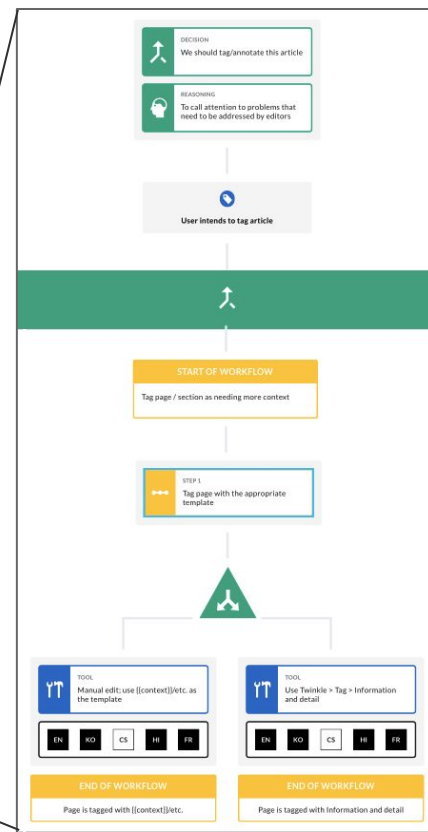 DECISION
We should tag/annotate this article
REASONING
To call attention to problems that
need to be addressed by editors
User intends to tag article
START OF WORKFLOW
Tag page / section as needing more context
STEP 1
Tag page with the appropriate
template
TOOL
Manual edit; use {{context}}/etc. as
the template
EN KO CS HI FR
END OF WORKFLOW
Page is tagged with {{context}}/etc.
TOOL
Use Twinkle > Tag > Information
and detail
EN KO CS HI FR
END OF WORKFLOW
Page is tagged with Information and detail